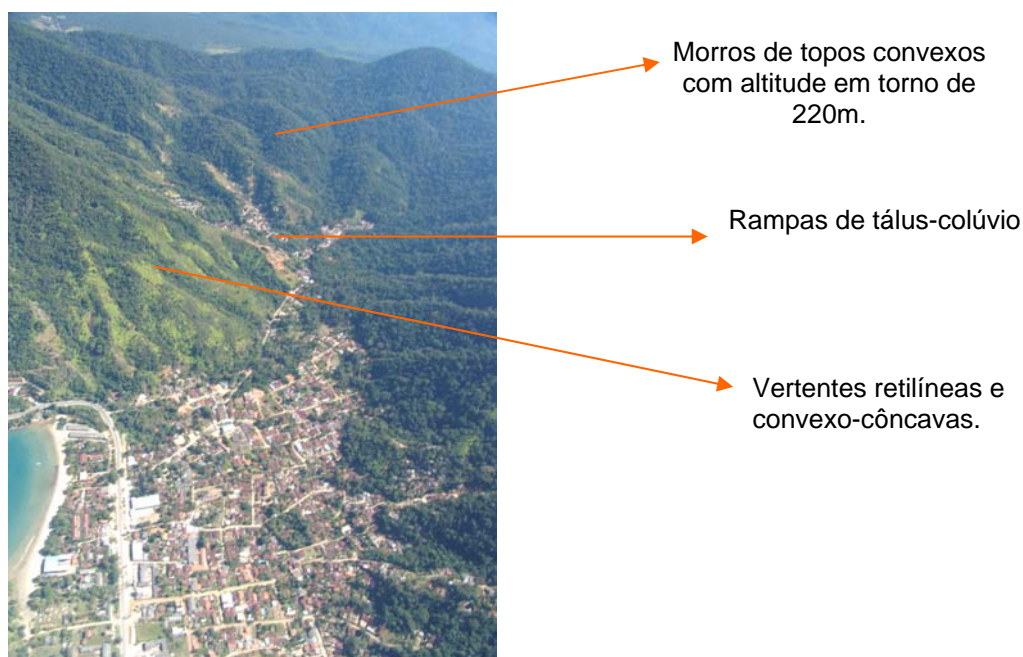 Morros de topos convexos
com altitude em torno de
220m.
Rampas de tálus-colúvio
Vertentes retilíneas e
convexo-côncavas.